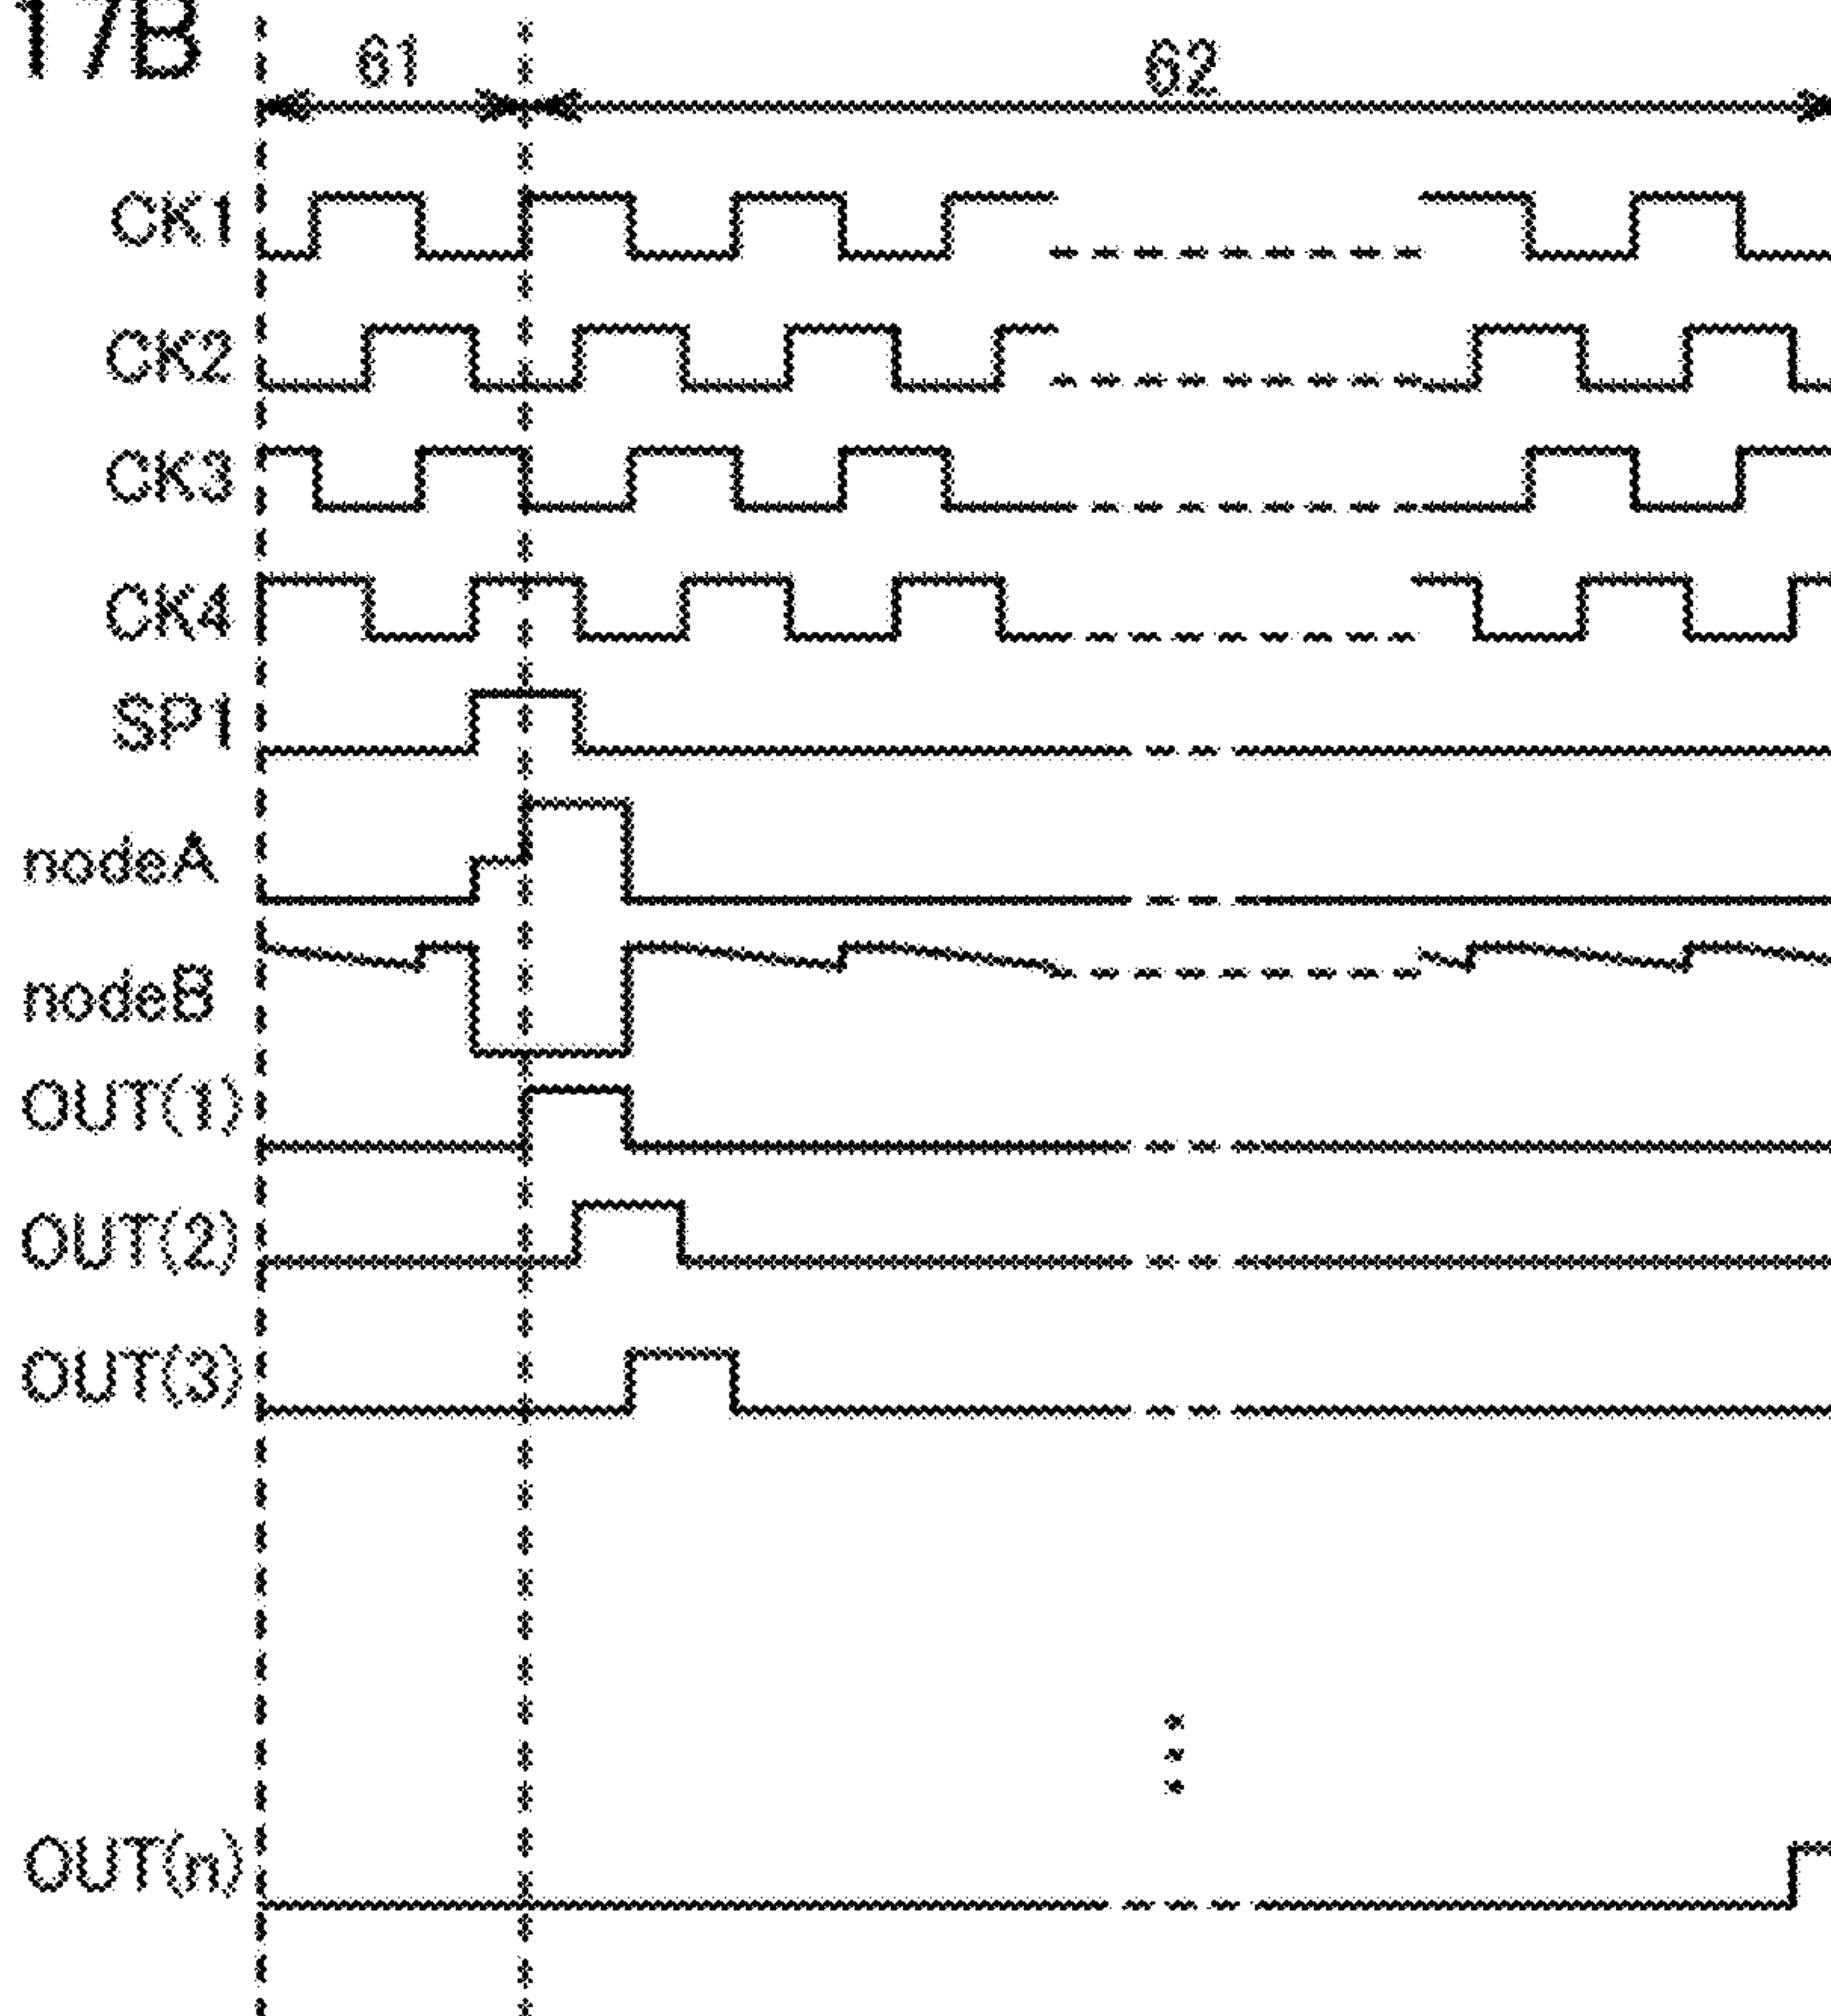 17B
61 62
CK1
CK2
CK3
CK4
SP1
nodeA
nodeB
OUT(1)
OUT(2)
OUT(3)
OUT(n)